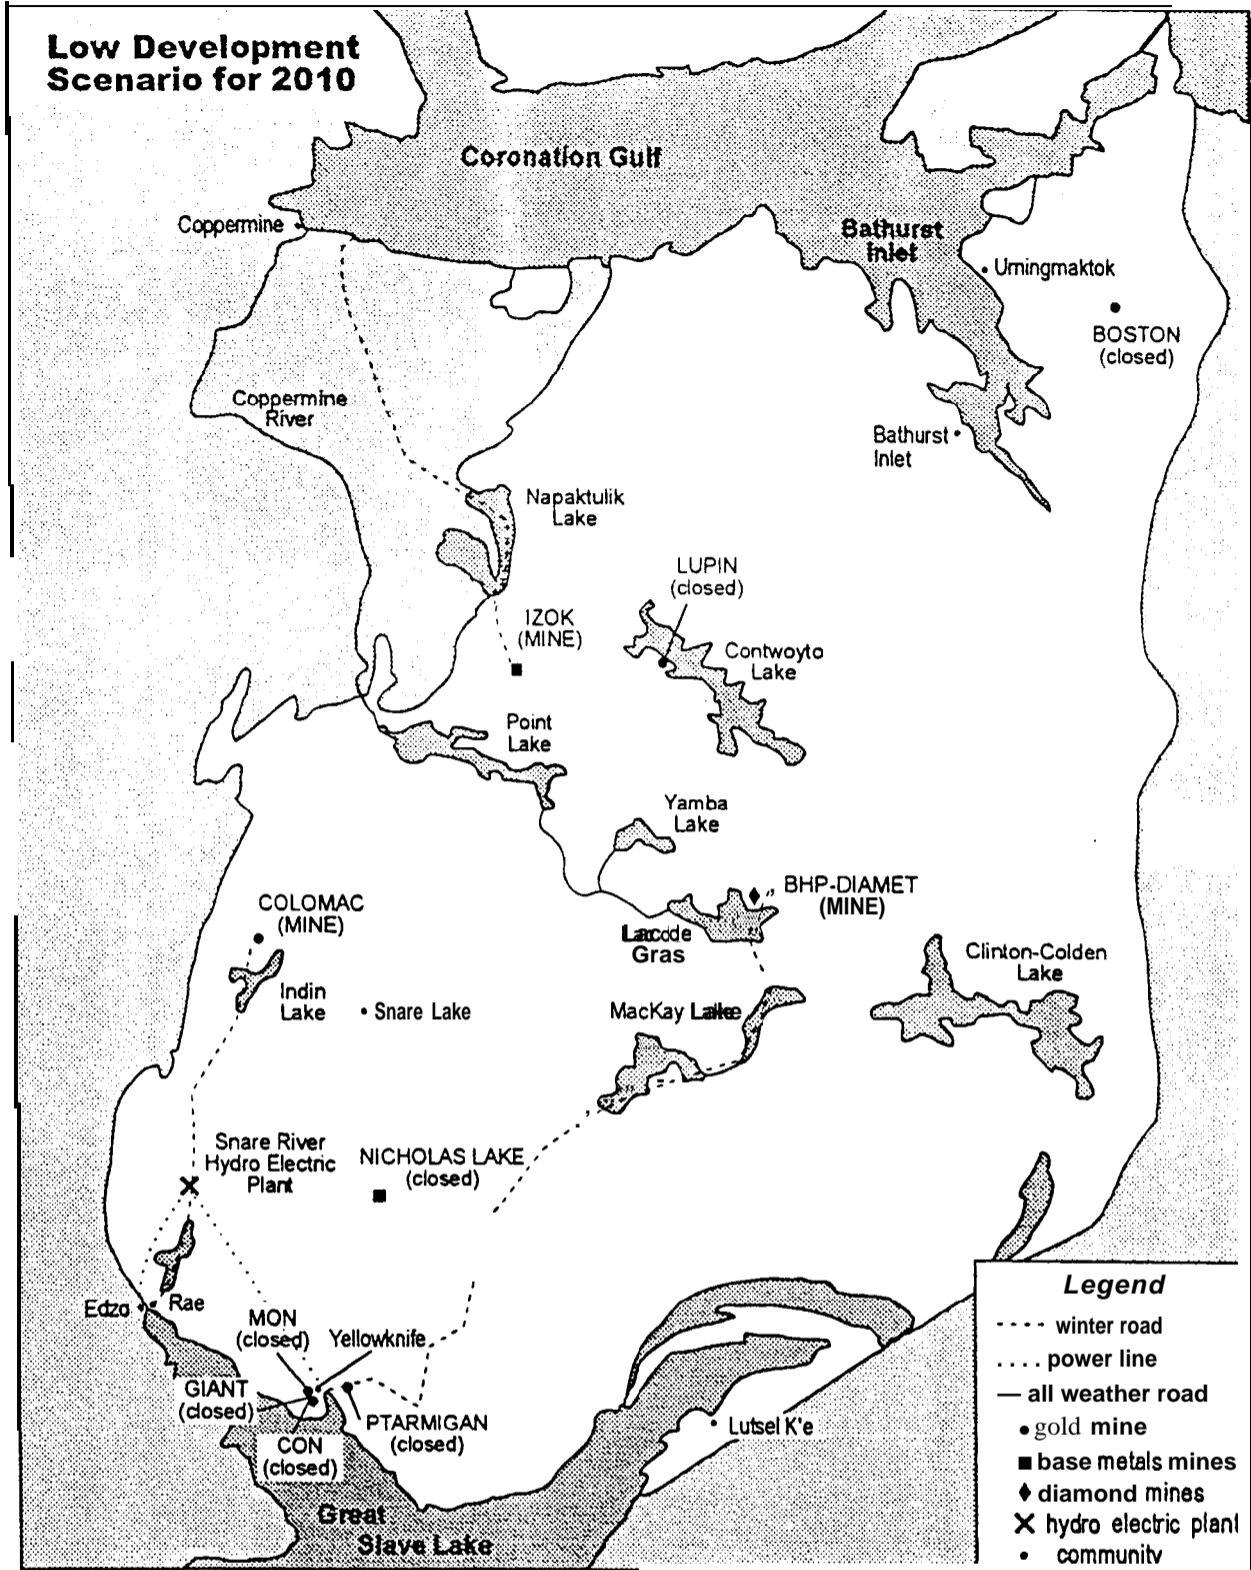 Low Development
Scenario for 2010
Coronation Gulf
Coppermine
Bathurst
Inlet
Umingmaktok
BOSTON
(closed)
Coppermine
River
Bathurst
Inlet
Napaktulik
Lake
LUPIN
(closed)
IZOK
(MINE)
Contwoyto
Lake
Point
Lake
Yamba
Lake
BHP-DIAMET
(MINE)
COLOMAC
(MINE)
Lac de
Gras
Clinton-Colden
Lake
Indin
Lake
Snare Lake
MacKay Lake
Snare River
Hydro Electric
Plant
NICHOLAS LAKE
(closed)
Edzo
Rae
MON
(closed)
Yellowknife
GIANT
(closed)
PTARMIGAN
(closed)
CON
(closed)
Lutsel K'e
Great
Slave Lake
Legend
winter road
power line
all weather road
gold mine
base metals mines
diamond mines
hydro electric plant
community